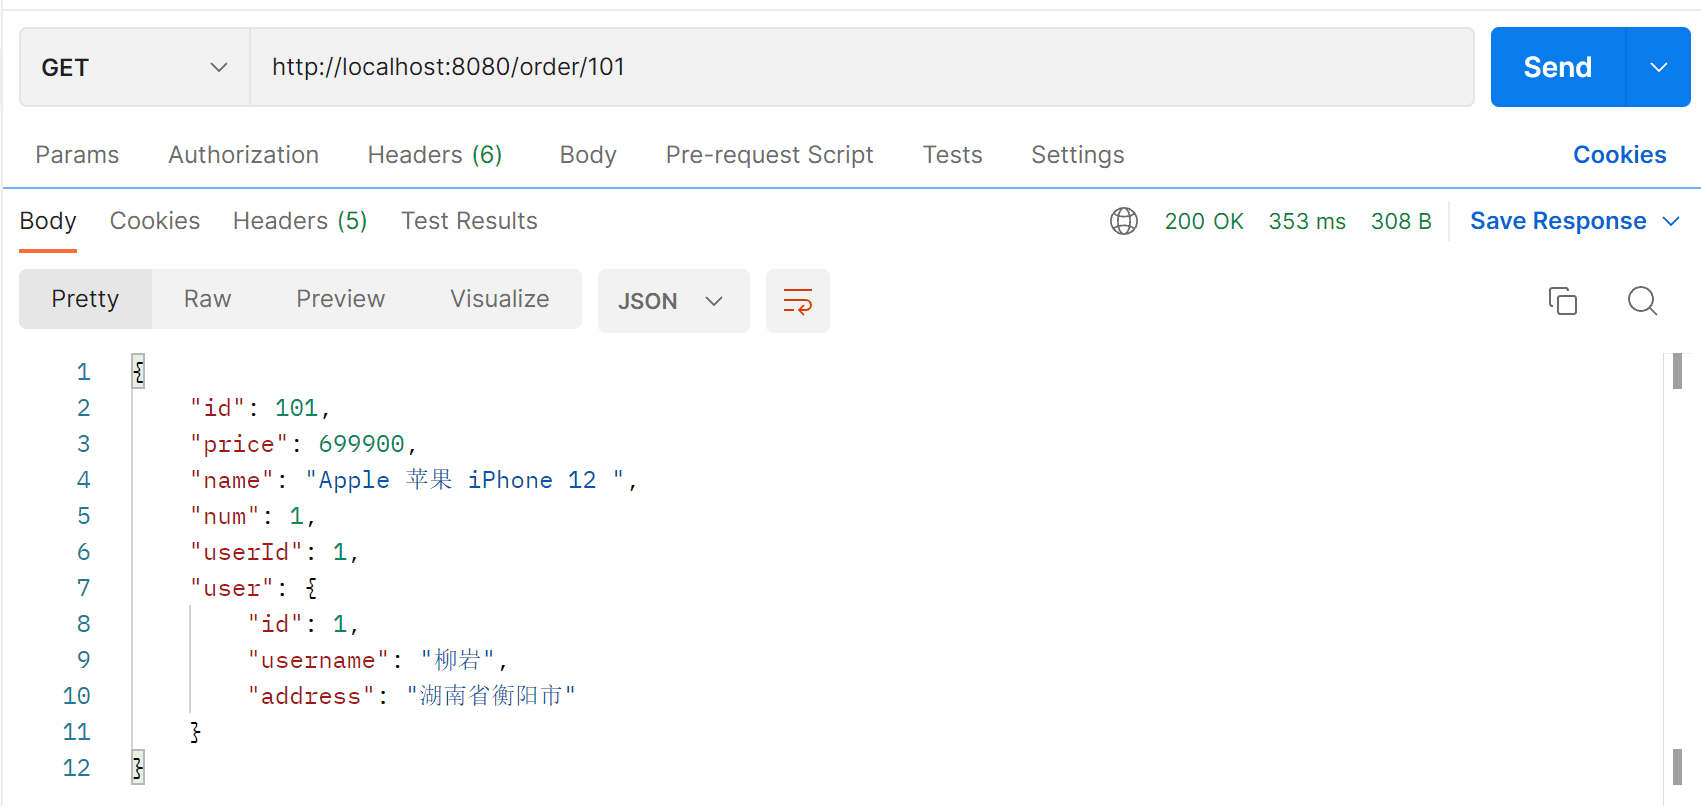 GET http://localhost:8080/order/101 Send
Params Authorization Headers (6) Body Pre-request Script Tests Settings Cookies
Body Cookies Headers (5) Test Results 200 OK 353 ms 308 B Save Response
Pretty Raw Preview Visualize JSON
1 {
2 "id": 101,
3 "price": 699900,
4 "name": "Apple 苹果 iPhone 12 ",
5 "num": 1,
6 "userId": 1,
7 "user": {
8 "id": 1,
9 "username": "柳岩",
10 "address": "湖南省衡阳市"
11 }
12 }